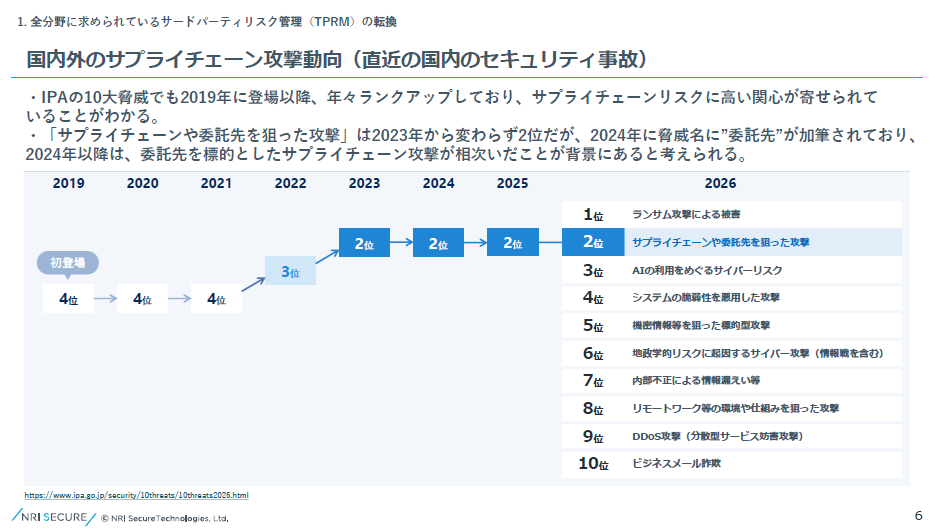 1. 全分野に求められているサードパーティリスク管理（TPRM）の転換
国内外のサプライチェーン攻撃動向（直近の国内のセキュリティ事故）
・IPAの10大脅威でも2019年に登場以降、年々ランクアップしており、サプライチェーンリスクに高い関心が寄せられて
いることがわかる。
・「サプライチェーンや委託先を狙った攻撃」は2023年から変わらず2位だが、2024年に脅威名に”委託先”が加筆されており、
2024年以降は、委託先を標的としたサプライチェーン攻撃が相次いだことが背景にあると考えられる。
2019 2020 2021 2022 2023 2024 2025 2026
初登場
4位 4位 4位 3位 2位 2位 2位
1位 ランサム攻撃による被害
2位 サプライチェーンや委託先を狙った攻撃
3位 AIの利用をめぐるサイバーリスク
4位 システムの脆弱性を悪用した攻撃
5位 機密情報等を狙った標的型攻撃
6位 地政学的リスクに起因するサイバー攻撃（情報戦を含む）
7位 内部不正による情報漏えい等
8位 リモートワーク等の環境や仕組みを狙った攻撃
9位 DDoS攻撃（分散型サービス妨害攻撃）
10位 ビジネスメール詐欺
https://www.ipa.go.jp/security/10threats/10threats2026.html
NRI SECURE © NRI SecureTechnologies, Ltd. 6